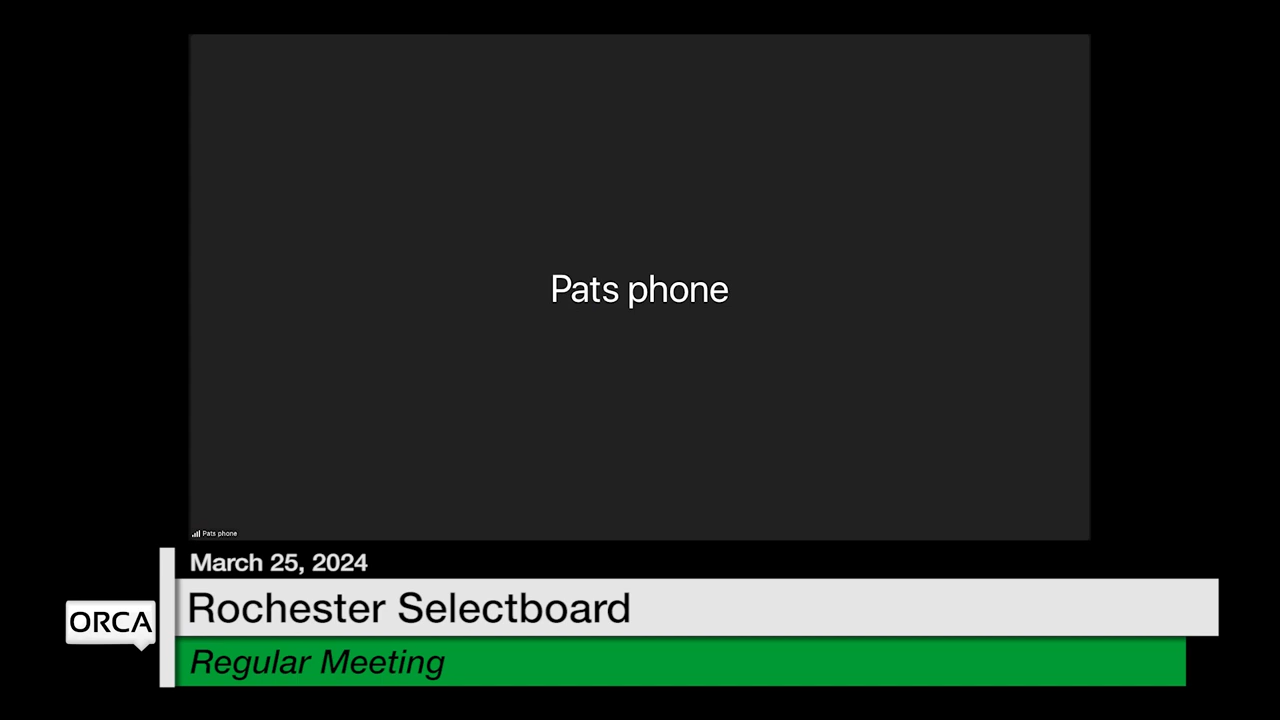 Pats phone
Pats phone
March 25, 2024
Rochester Selectboard
ORCA
Regular Meeting